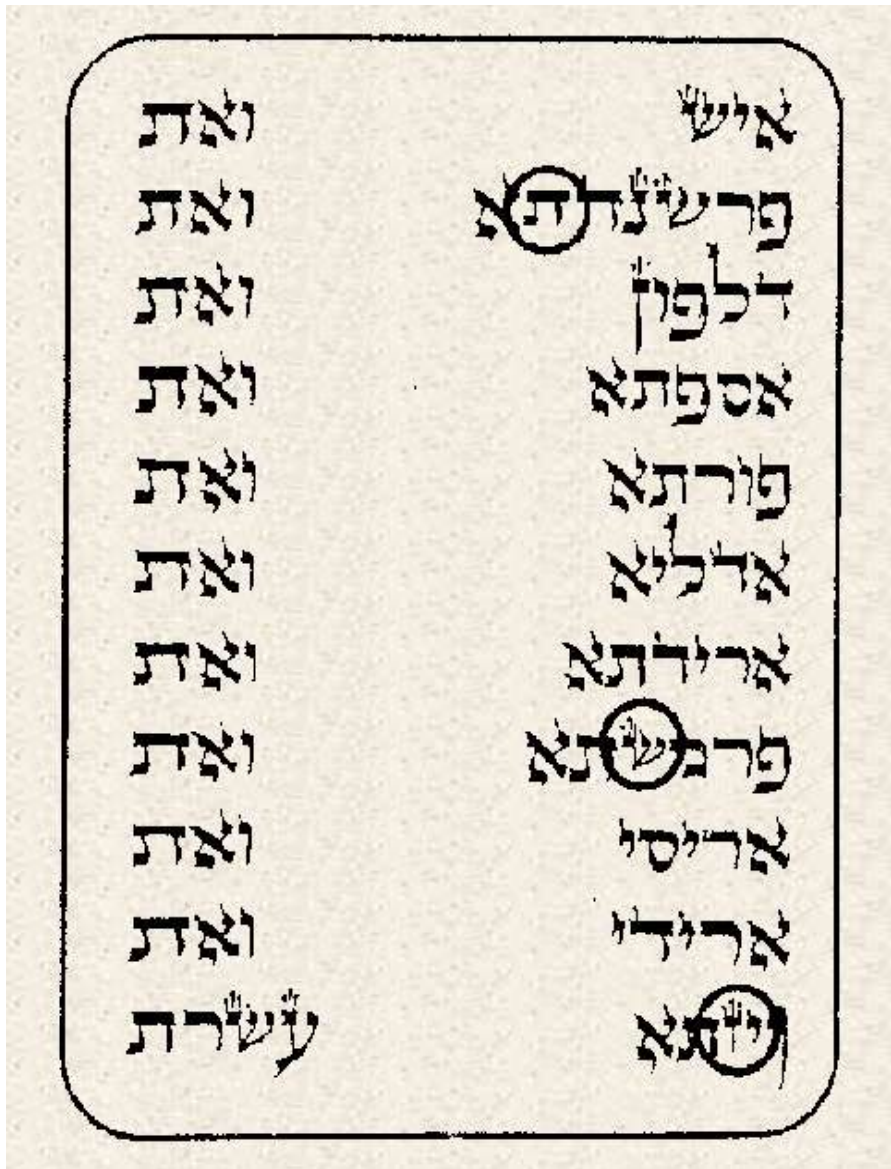 איש ואת
פרשנדתא ואת
דלפון ואת
אספתא ואת
פורתא ואת
אדליא ואת
ארידתא ואת
פרמשתא ואת
אריסי ואת
ארידי ואת
ויזתא עשרת